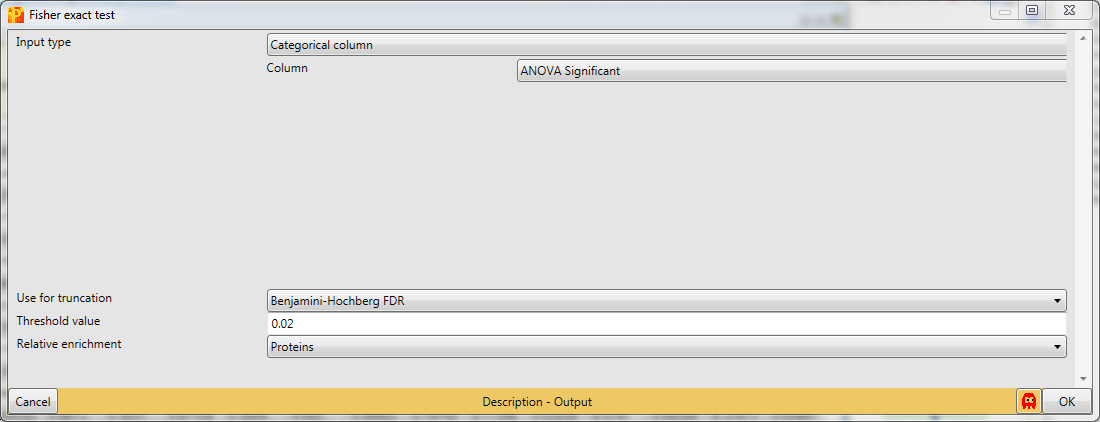 Fisher exact test
Input type
Categorical column
Column
ANOVA Significant
Use for truncation
Benjamini-Hochberg FDR
Threshold value
0.02
Relative enrichment
Proteins
Cancel
Description - Output
OK